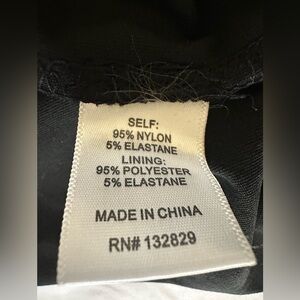 SELF:
95% NYLON
5% ELASTANE
LINING:
95% POLYESTER
5% ELASTANE
MADE IN CHINA
RN# 132829